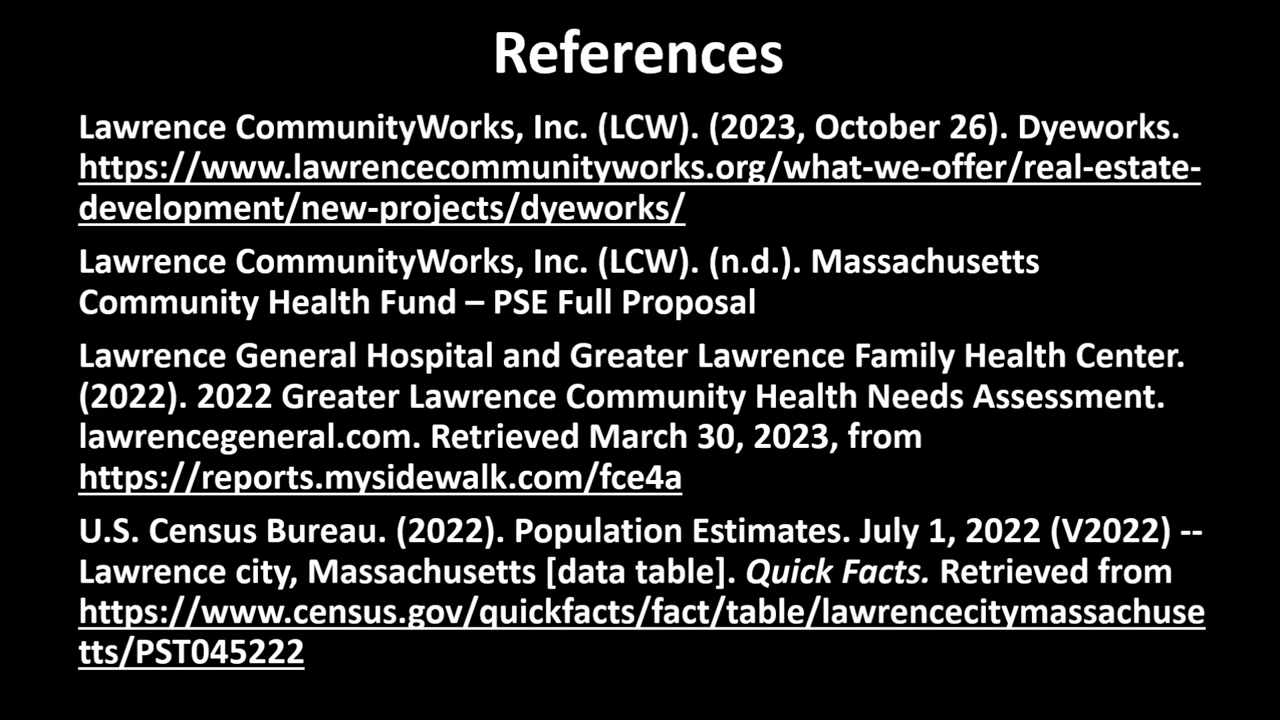 References
Lawrence CommunityWorks, Inc. (LCW). (2023, October 26). Dyeworks.
https://www.lawrencecommunityworks.org/what-we-offer/real-estate-
development/new-projects/dyeworks/
Lawrence CommunityWorks, Inc. (LCW). (n.d.). Massachusetts
Community Health Fund – PSE Full Proposal
Lawrence General Hospital and Greater Lawrence Family Health Center.
(2022). 2022 Greater Lawrence Community Health Needs Assessment.
lawrencegeneral.com. Retrieved March 30, 2023, from
https://reports.mysidewalk.com/fce4a
U.S. Census Bureau. (2022). Population Estimates. July 1, 2022 (V2022) --
Lawrence city, Massachusetts [data table]. Quick Facts. Retrieved from
https://www.census.gov/quickfacts/fact/table/lawrencecitymassachuse
tts/PST045222